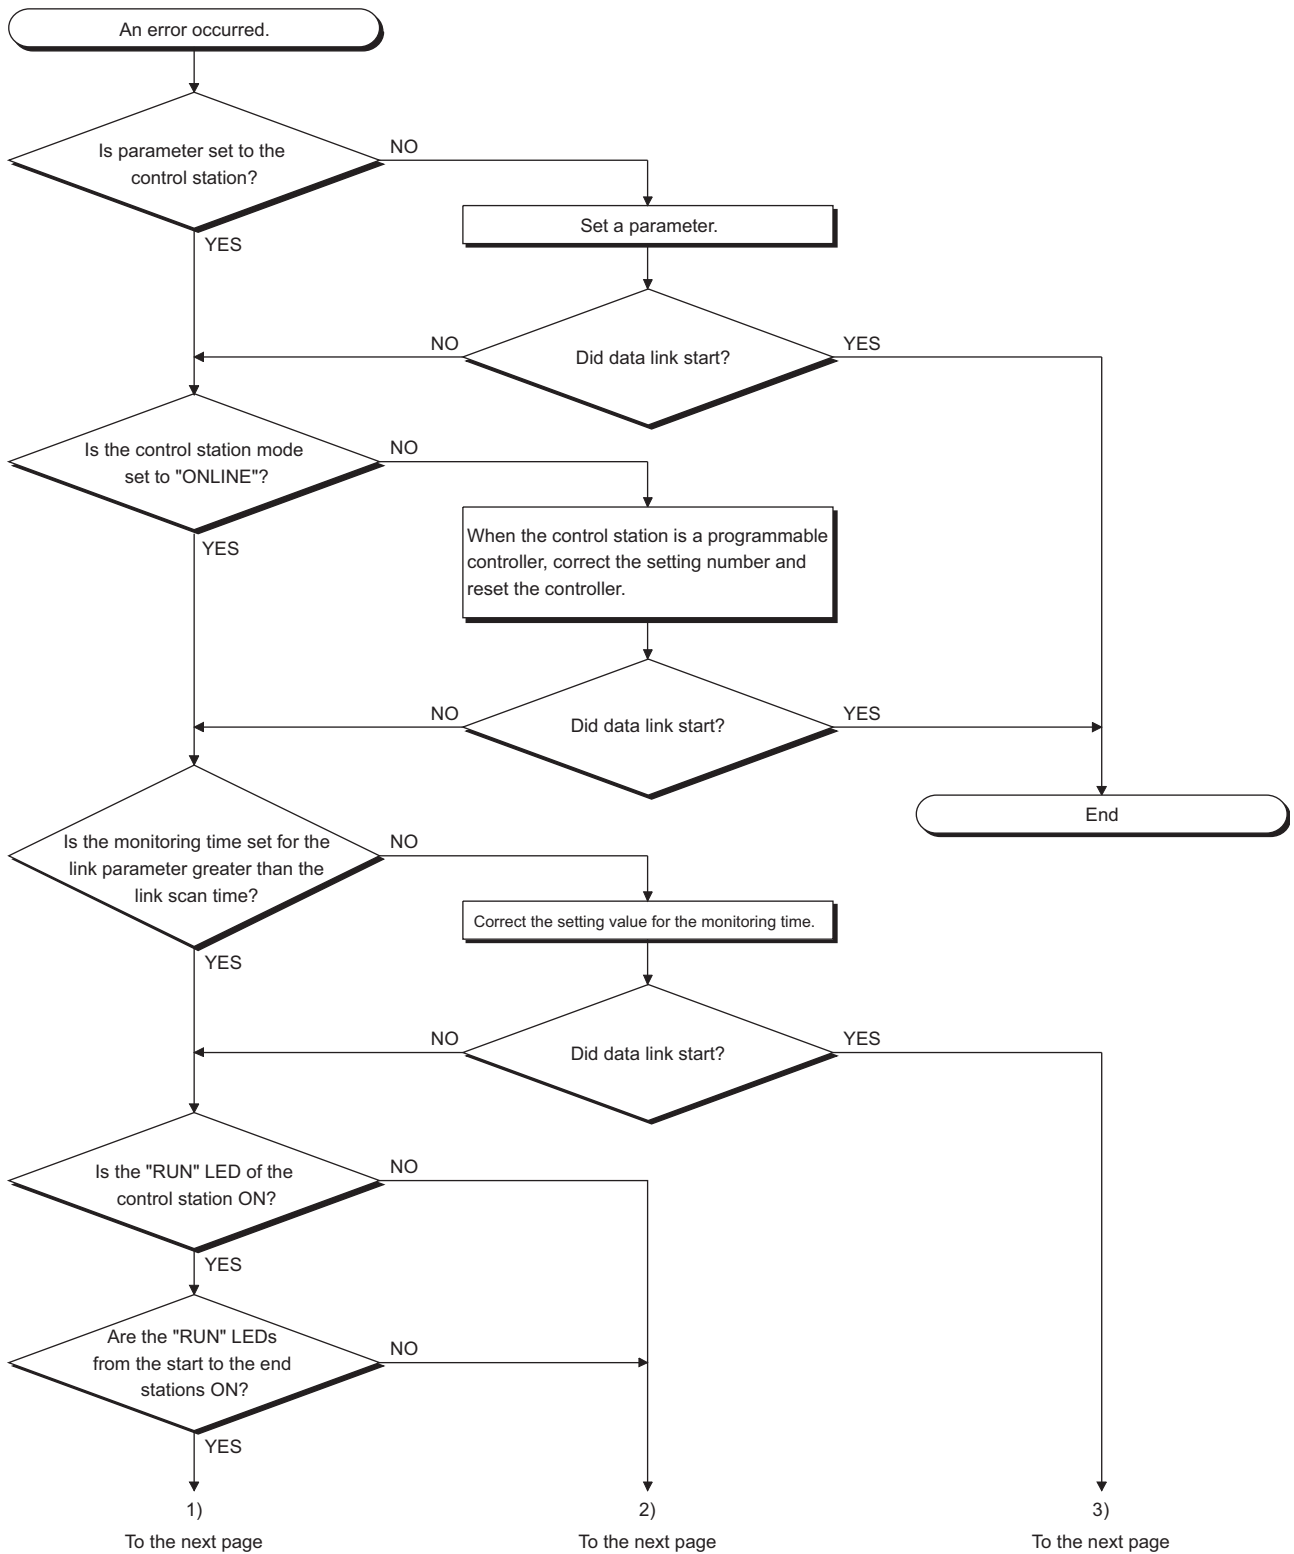 An error occurred.
Is parameter set to the
control station?
NO
YES
Set a parameter.
Did data link start?
NO
YES
Is the control station mode
set to "ONLINE"?
NO
YES
When the control station is a programmable
controller, correct the setting number and
reset the controller.
Did data link start?
NO
YES
End
Is the monitoring time set for the
link parameter greater than the
link scan time?
NO
YES
Correct the setting value for the monitoring time.
Did data link start?
NO
YES
Is the "RUN" LED of the
control station ON?
NO
YES
Are the "RUN" LEDs
from the start to the end
stations ON?
NO
YES
1)
To the next page
2)
To the next page
3)
To the next page